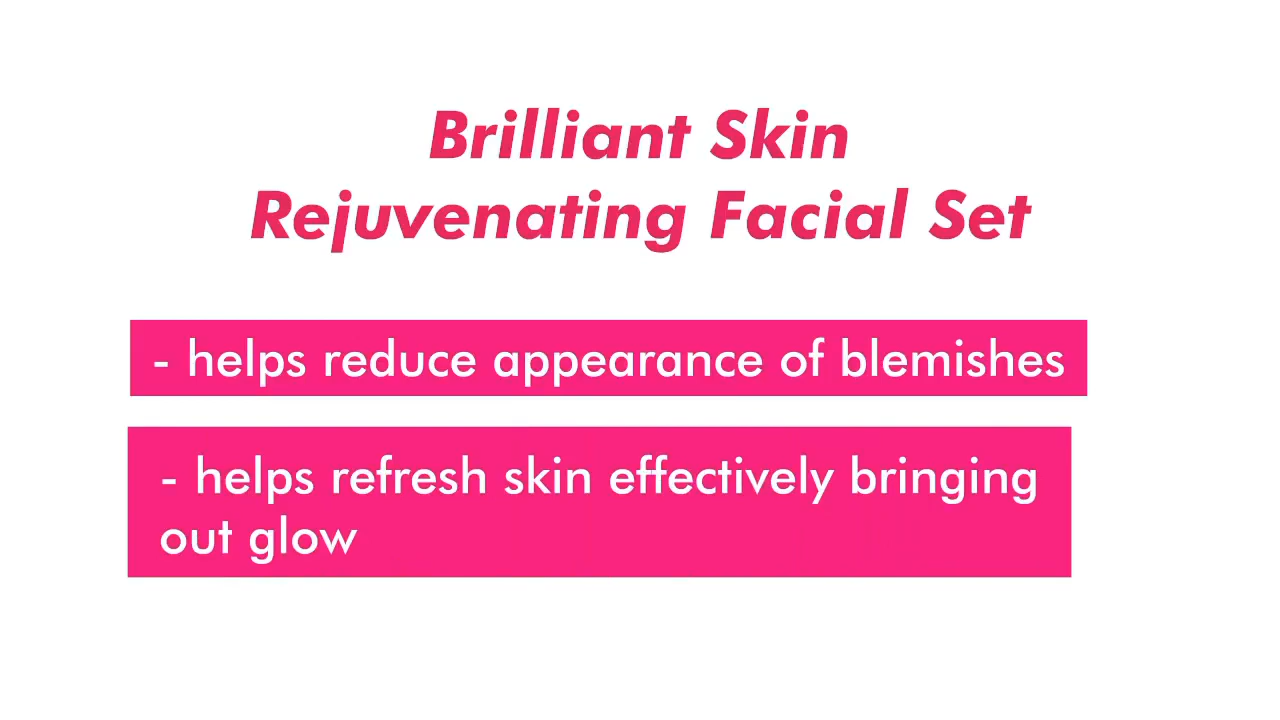 Brilliant Skin
Rejuvenating Facial Set
- helps reduce appearance of blemishes
- helps refresh skin effectively bringing
out glow